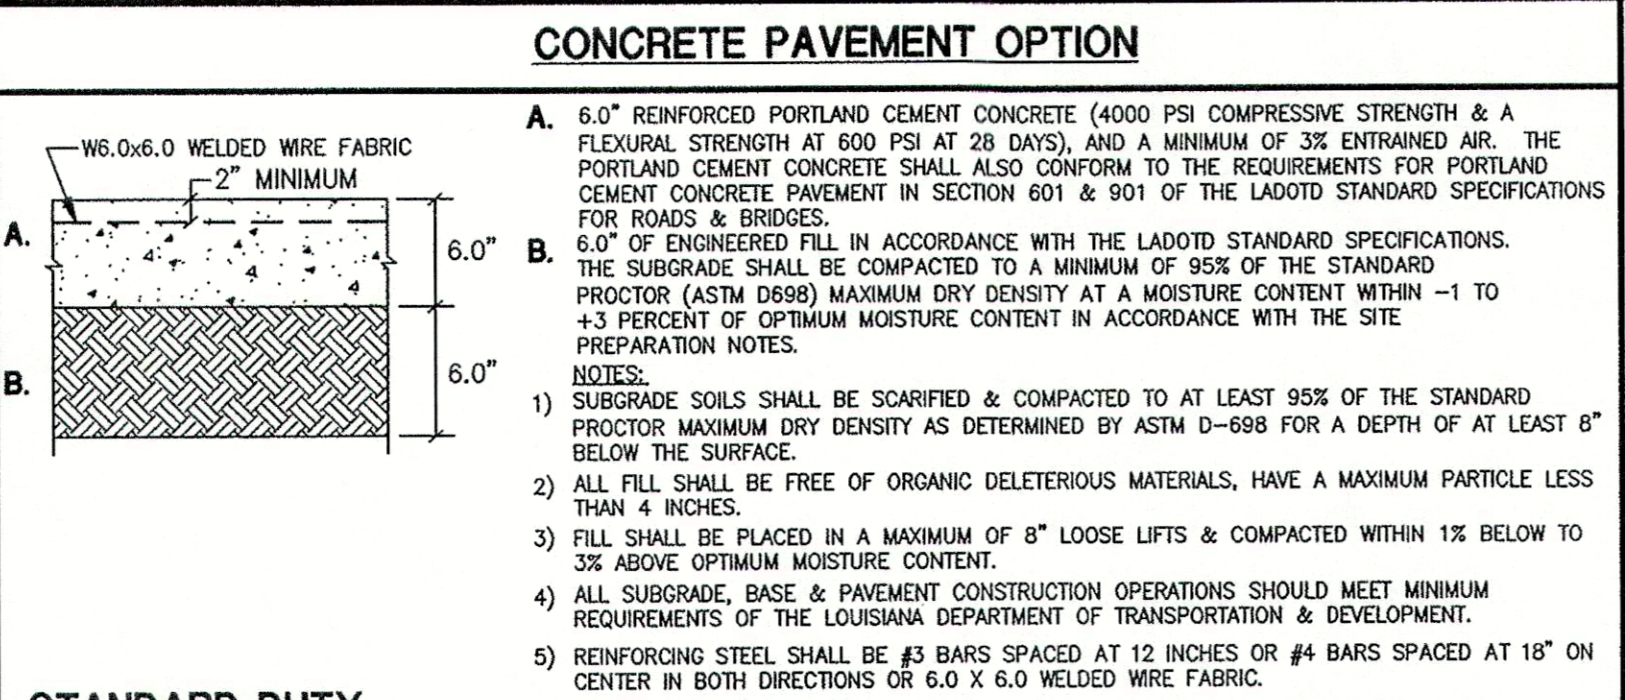 CONCRETE PAVEMENT OPTION
W6.0x6.0 WELDED WIRE FABRIC
2" MINIMUM
A.
6.0"
B.
6.0"
A. 6.0" REINFORCED PORTLAND CEMENT CONCRETE (4000 PSI COMPRESSIVE STRENGTH & A
FLEXURAL STRENGTH AT 600 PSI AT 28 DAYS), AND A MINIMUM OF 3% ENTRAINED AIR. THE
PORTLAND CEMENT CONCRETE SHALL ALSO CONFORM TO THE REQUIREMENTS FOR PORTLAND
CEMENT CONCRETE PAVEMENT IN SECTION 601 & 901 OF THE LADOTD STANDARD SPECIFICATIONS
FOR ROADS & BRIDGES.
B. 6.0" OF ENGINEERED FILL IN ACCORDANCE WITH THE LADOTD STANDARD SPECIFICATIONS.
THE SUBGRADE SHALL BE COMPACTED TO A MINIMUM OF 95% OF THE STANDARD
PROCTOR (ASTM D698) MAXIMUM DRY DENSITY AT A MOISTURE CONTENT WITHIN -1 TO
+3 PERCENT OF OPTIMUM MOISTURE CONTENT IN ACCORDANCE WITH THE SITE
PREPARATION NOTES.
NOTES:
1) SUBGRADE SOILS SHALL BE SCARIFIED & COMPACTED TO AT LEAST 95% OF THE STANDARD
PROCTOR MAXIMUM DRY DENSITY AS DETERMINED BY ASTM D-698 FOR A DEPTH OF AT LEAST 8"
BELOW THE SURFACE.
2) ALL FILL SHALL BE FREE OF ORGANIC DELETERIOUS MATERIALS, HAVE A MAXIMUM PARTICLE LESS
THAN 4 INCHES.
3) FILL SHALL BE PLACED IN A MAXIMUM OF 8" LOOSE LIFTS & COMPACTED WITHIN 1% BELOW TO
3% ABOVE OPTIMUM MOISTURE CONTENT.
4) ALL SUBGRADE, BASE & PAVEMENT CONSTRUCTION OPERATIONS SHOULD MEET MINIMUM
REQUIREMENTS OF THE LOUISIANA DEPARTMENT OF TRANSPORTATION & DEVELOPMENT.
5) REINFORCING STEEL SHALL BE #3 BARS SPACED AT 12 INCHES OR #4 BARS SPACED AT 18" ON
CENTER IN BOTH DIRECTIONS OR 6.0 X 6.0 WELDED WIRE FABRIC.
STANDARD DUTY